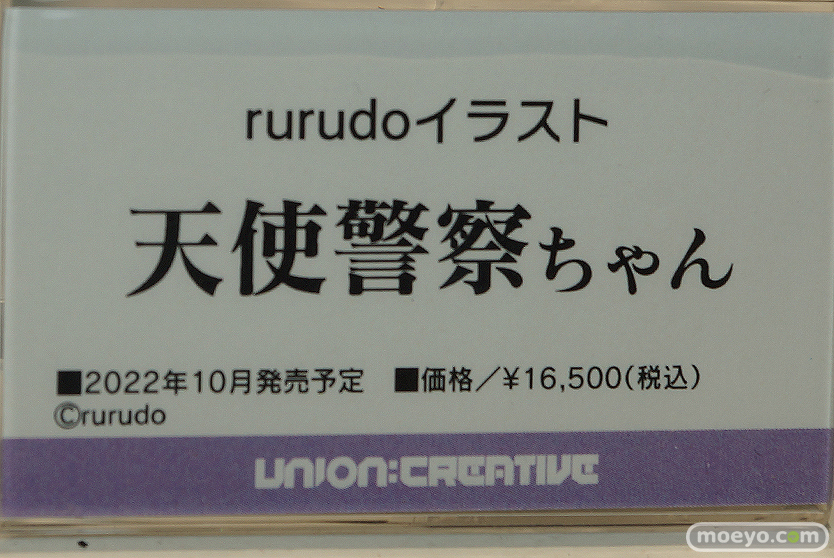 rurudoイラスト
天使警察ちゃん
■2022年10月発売予定 ■価格／¥16,500(税込)
©rurudo
UNION:CREATIVE
moeyo.com